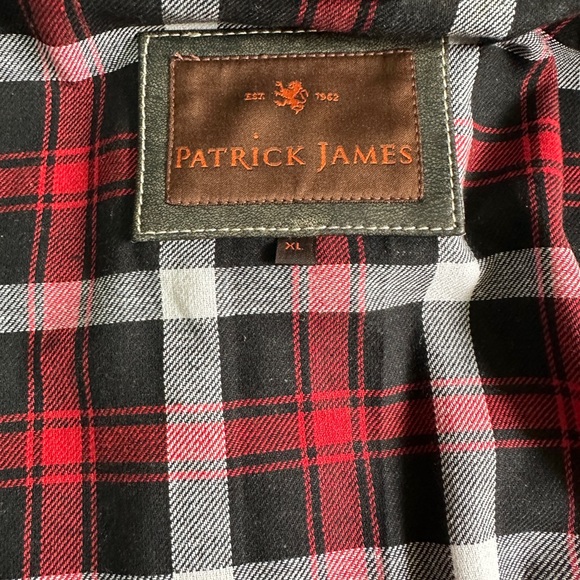 EST. 1962
PATRICK JAMES
XL